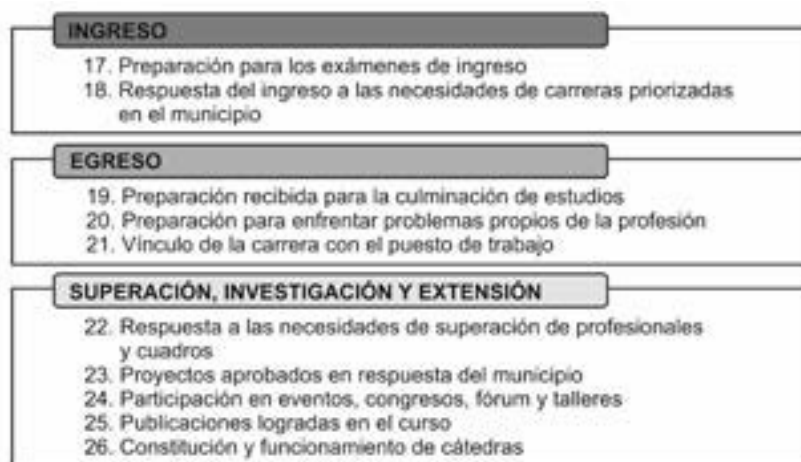 INGRESO
17. Preparación para los exámenes de ingreso
18. Respuesta del ingreso a las necesidades de carreras priorizadas
en el municipio
EGRESO
19. Preparación recibida para la culminación de estudios
20. Preparación para enfrentar problemas propios de la profesión
21. Vínculo de la carrera con el puesto de trabajo
SUPERACIÓN, INVESTIGACIÓN Y EXTENSIÓN
22. Respuesta a las necesidades de superación de profesionales
y cuadros
23. Proyectos aprobados en respuesta del municipio
24. Participación en eventos, congresos, fórum y talleres
25. Publicaciones logradas en el curso
26. Constitución y funcionamiento de cátedras